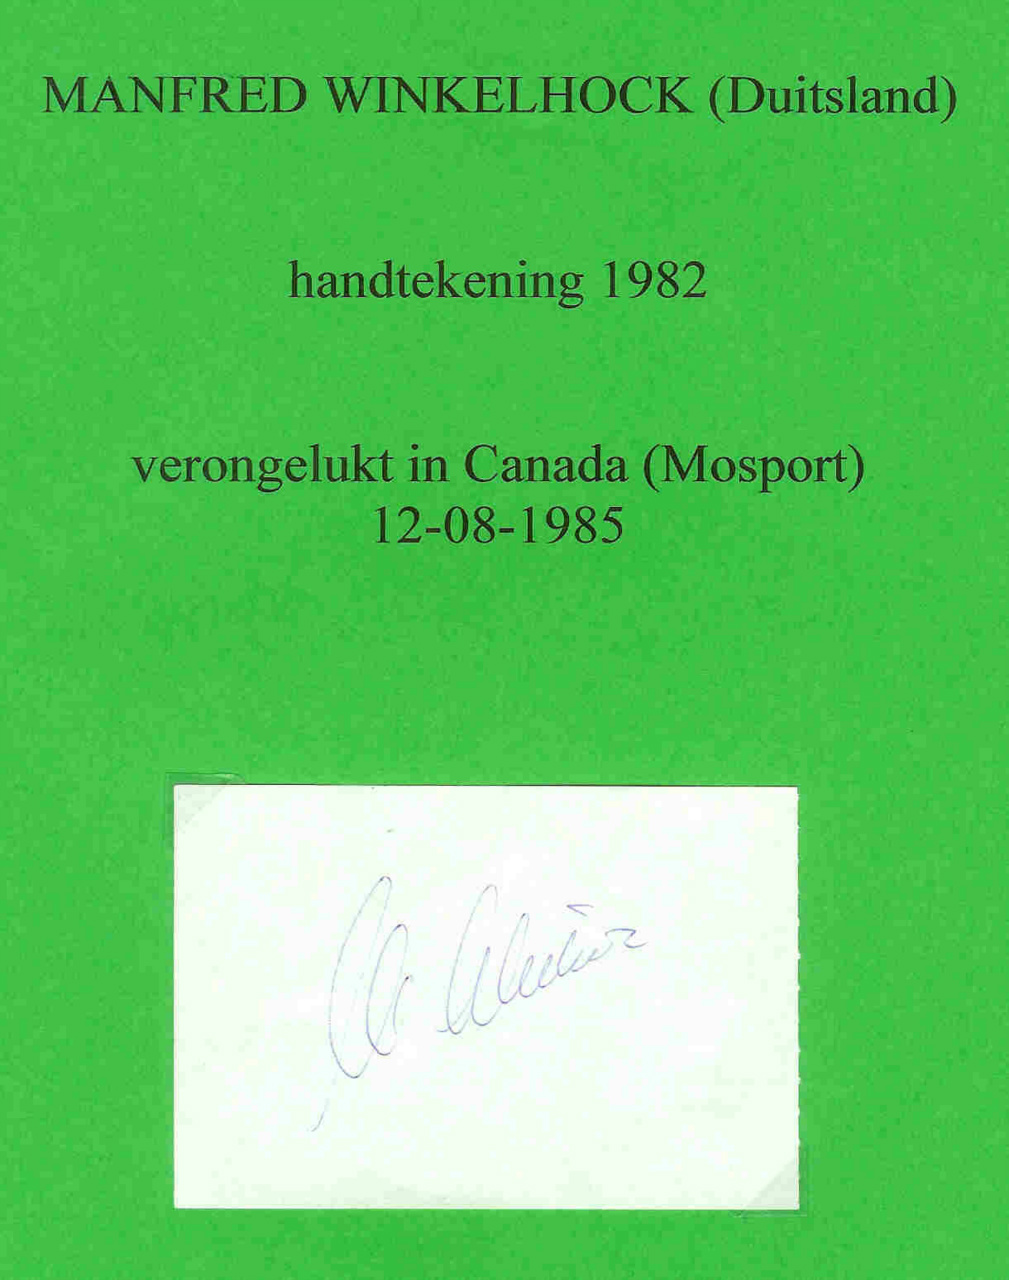 MANFRED WINKELHOCK (Duitsland)
handtekening 1982
verongelukt in Canada (Mosport)
12-08-1985